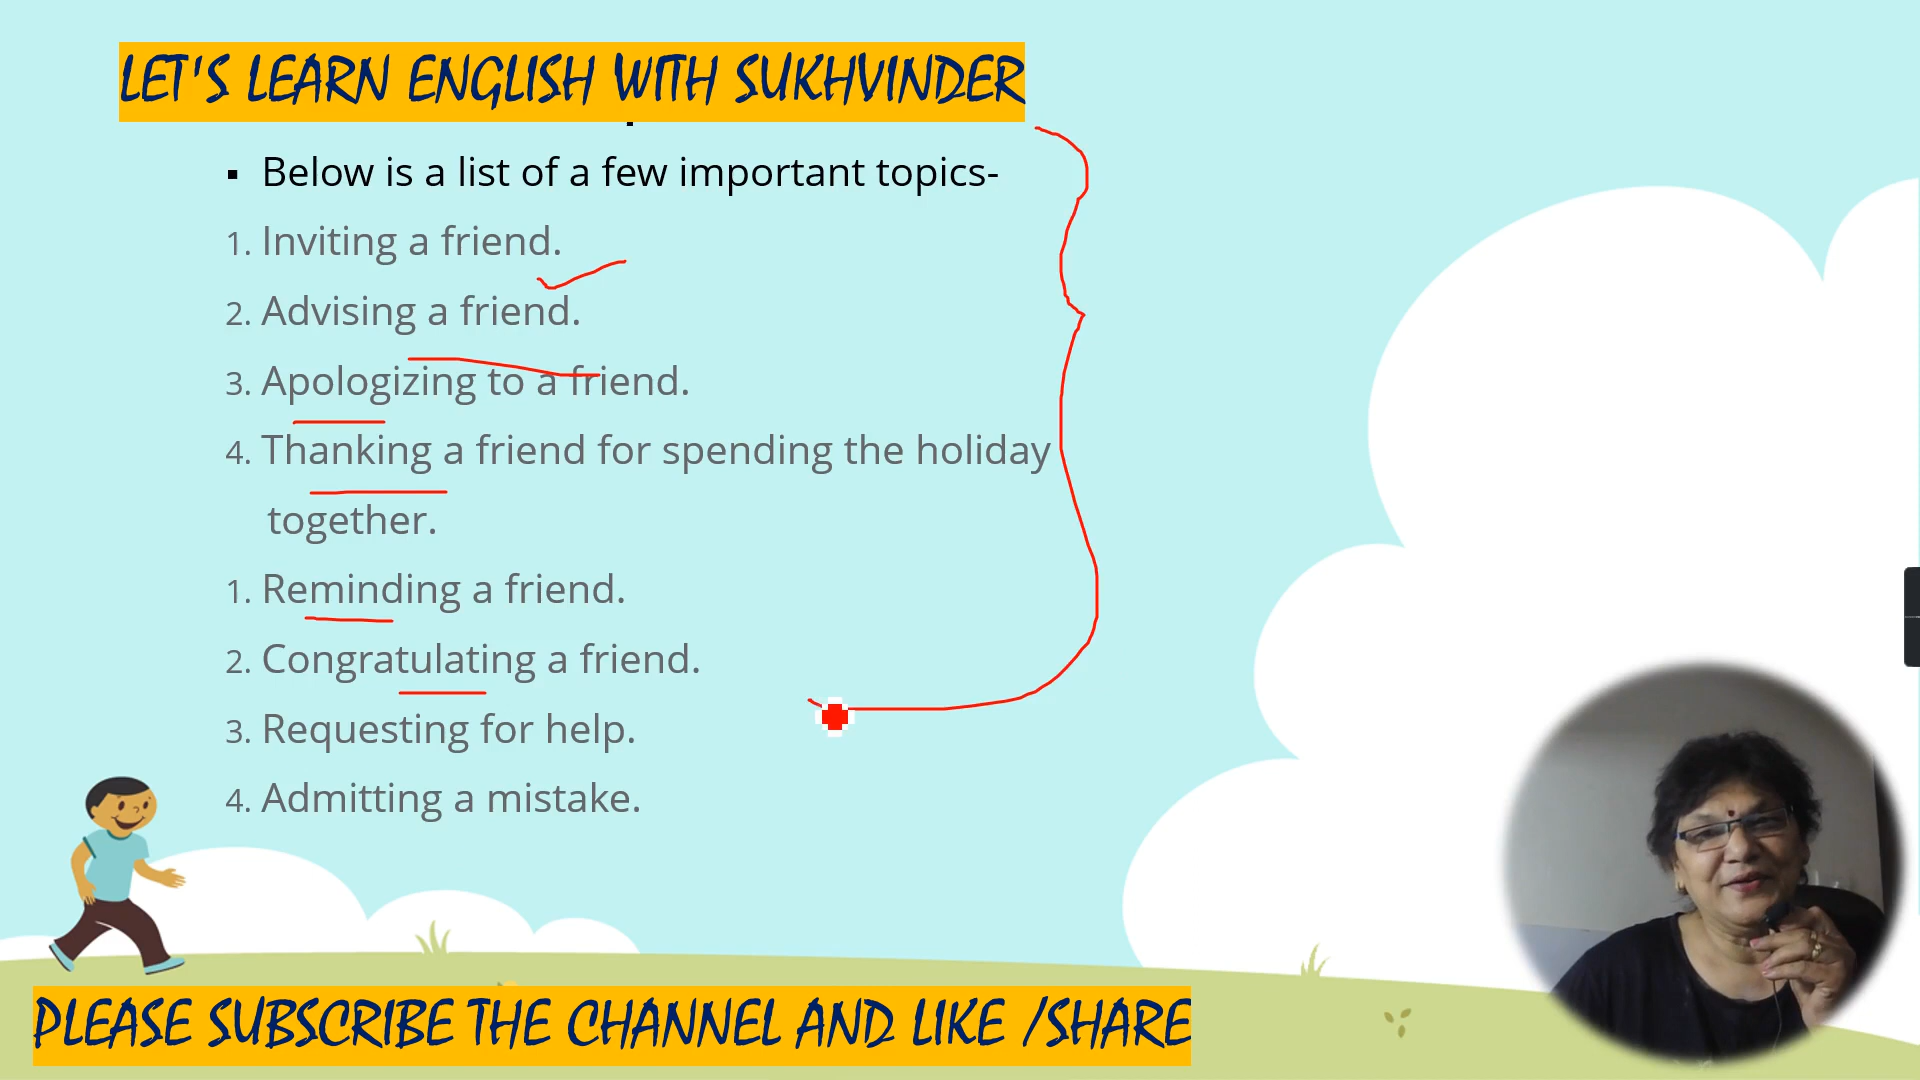 LET'S LEARN ENGLISH WITH SUKHVINDER
▪ Below is a list of a few important topics-
1. Inviting a friend.
2. Advising a friend.
3. Apologizing to a friend.
4. Thanking a friend for spending the holiday
together.
1. Reminding a friend.
2. Congratulating a friend.
3. Requesting for help.
4. Admitting a mistake.
PLEASE SUBSCRIBE THE CHANNEL AND LIKE /SHARE